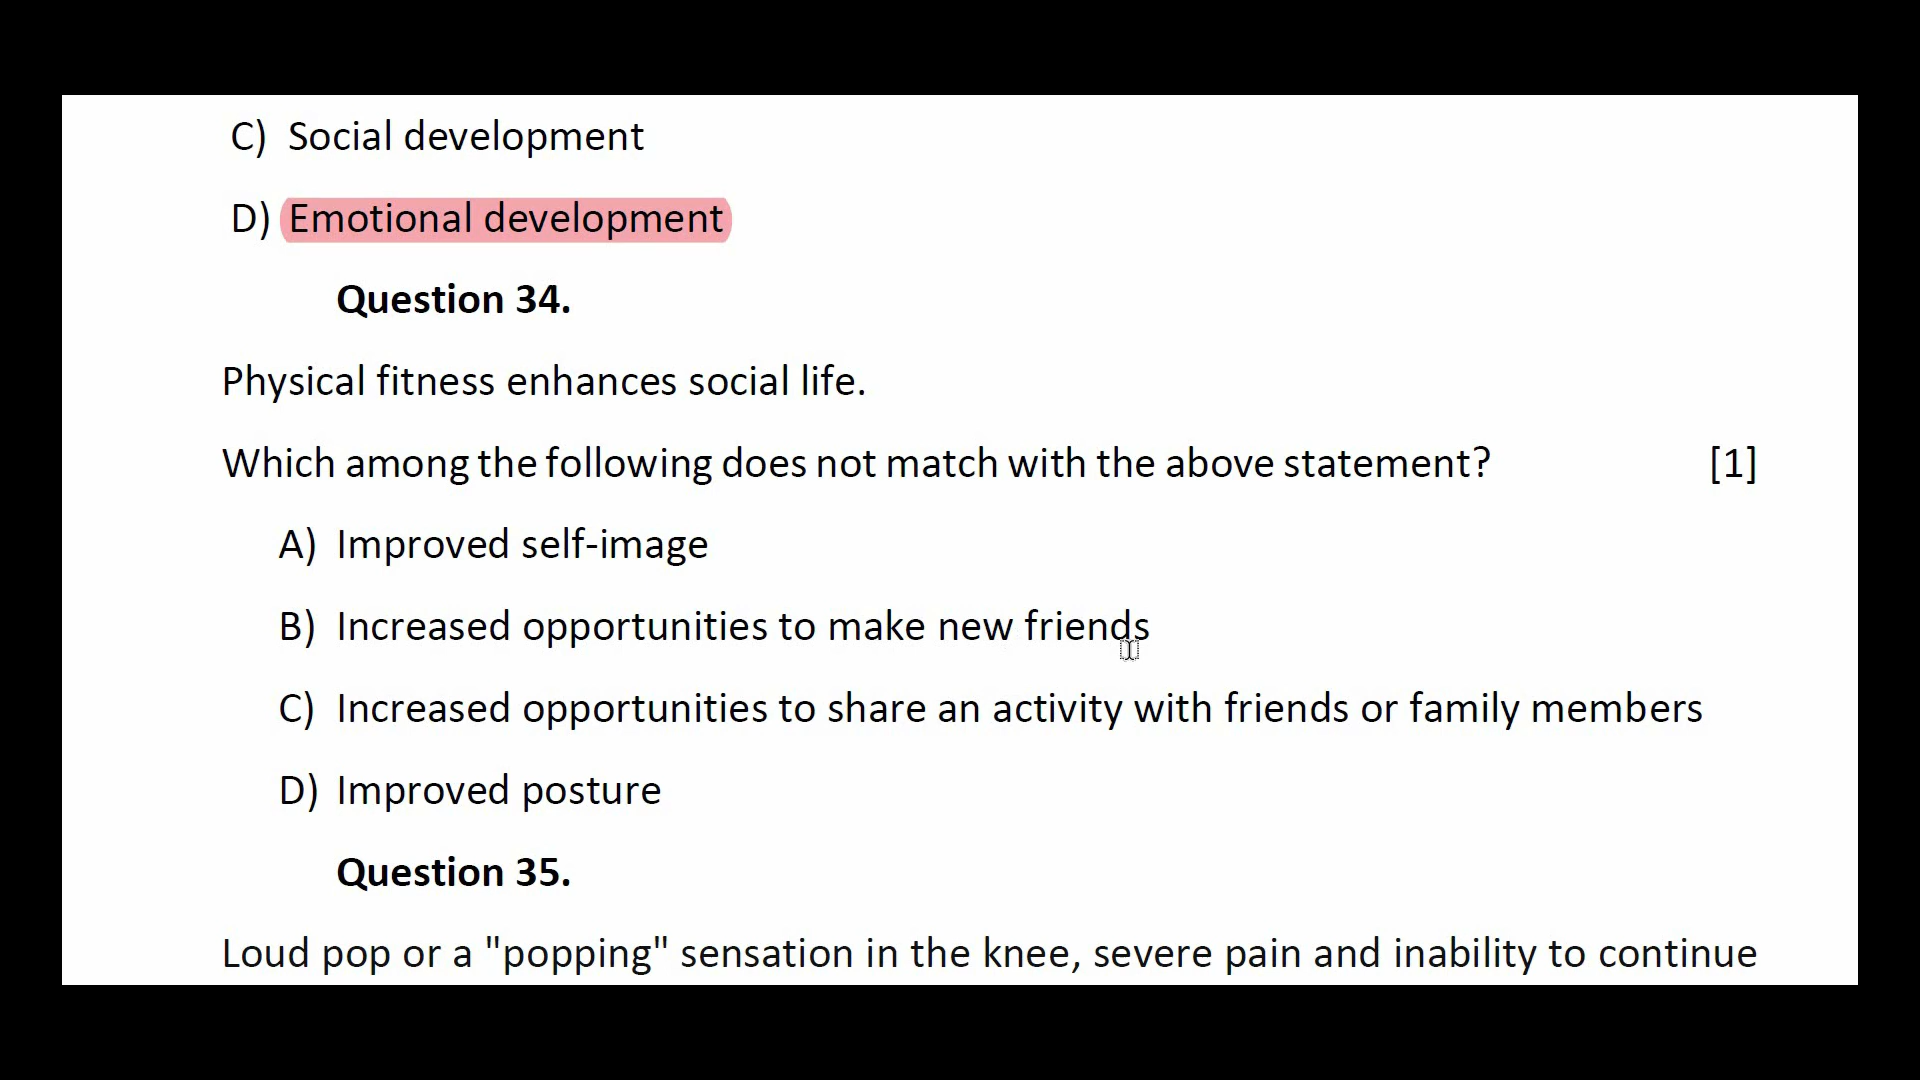 C) Social development
D) Emotional development
Question 34.
Physical fitness enhances social life.
Which among the following does not match with the above statement? [1]
A) Improved self-image
B) Increased opportunities to make new friends
C) Increased opportunities to share an activity with friends or family members
D) Improved posture
Question 35.
Loud pop or a "popping" sensation in the knee, severe pain and inability to continue